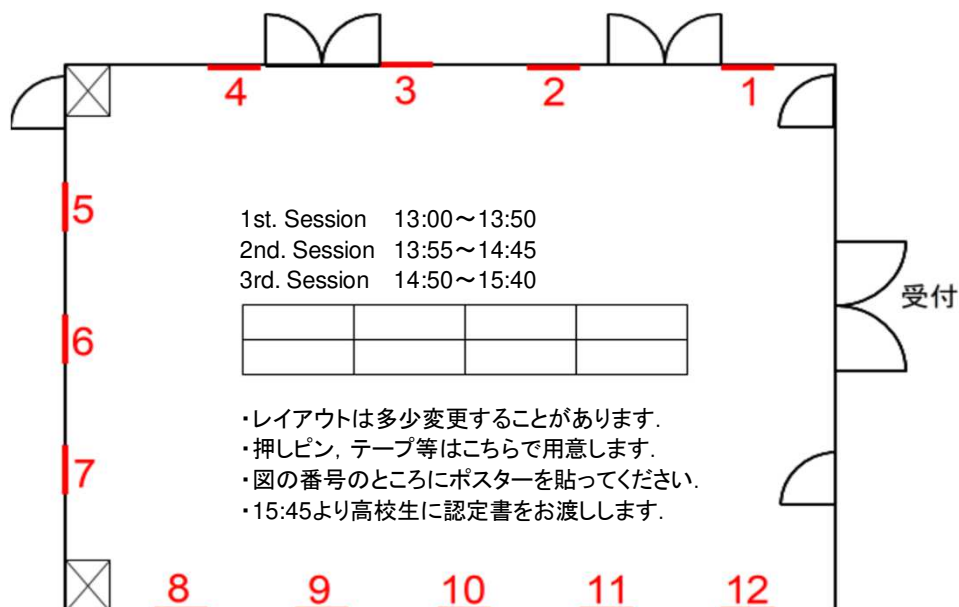 4 3 2 1
5
1st. Session 13:00～13:50
2nd. Session 13:55～14:45
3rd. Session 14:50～15:40
受付
6
・レイアウトは多少変更することがあります.
・押しピン, テープ等はこちらで用意します.
7
・図の番号のところにポスターを貼ってください.
・15:45より高校生に認定書をお渡しします.
8 9 10 11 12